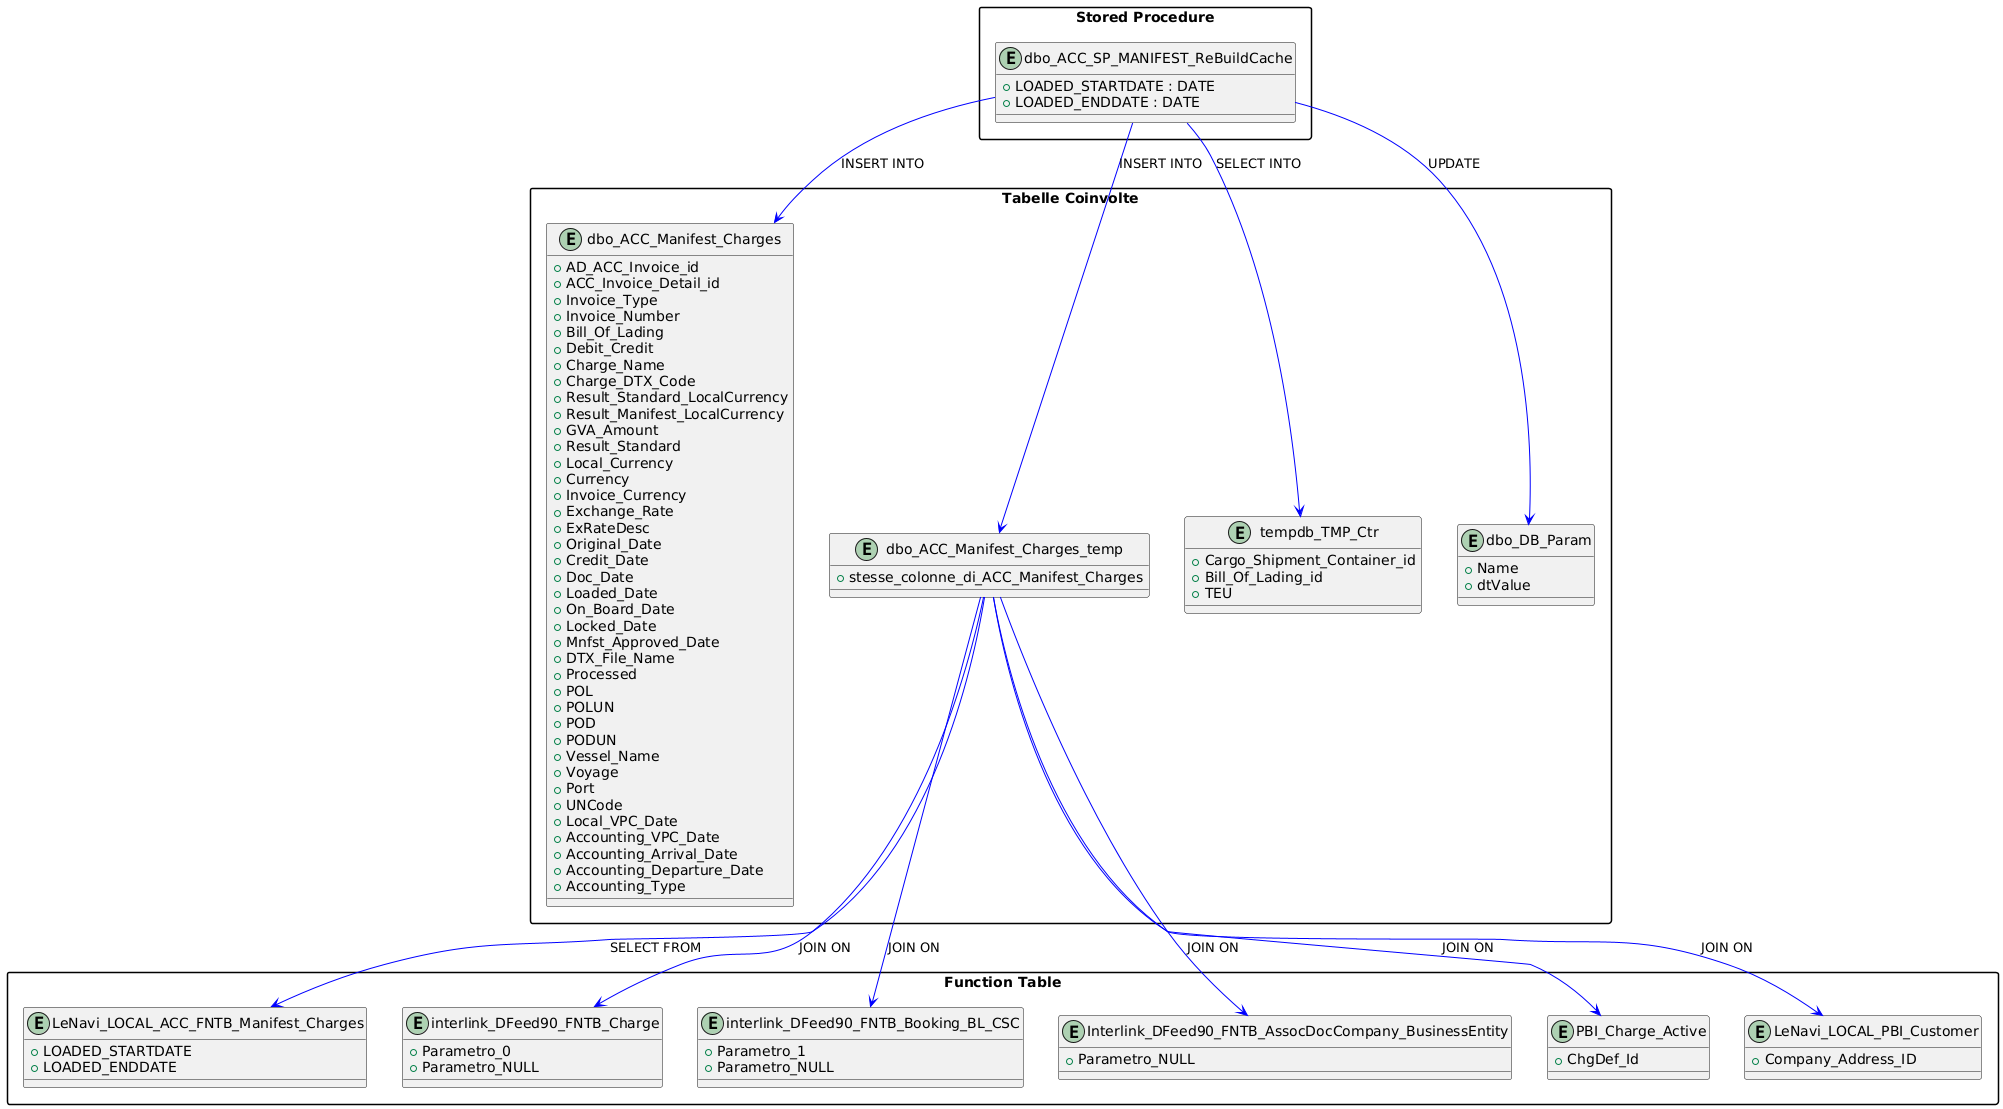 Stored Procedure
E dbo_ACC_SP_MANIFEST_ReBuildCache
LOADED_STARTDATE : DATE
LOADED_ENDDATE : DATE
INSERT INTO
INSERT INTO
SELECT INTO
UPDATE
Tabelle Coinvolte
E dbo_ACC_Manifest_Charges
AD_ACC_Invoice_id
ACC_Invoice_Detail_id
Invoice_Type
Invoice_Number
Bill_Of_Lading
Debit_Credit
Charge_Name
Charge_DTX_Code
Result_Standard_LocalCurrency
Result_Manifest_LocalCurrency
GVA_Amount
Result_Standard
Local_Currency
Currency
Invoice_Currency
Exchange_Rate
ExRateDesc
Original_Date
Credit_Date
Doc_Date
Loaded_Date
On_Board_Date
Locked_Date
Mnfst_Approved_Date
DTX_File_Name
Processed
POL
POLUN
POD
PODUN
Vessel_Name
Voyage
Port
UNCode
Local_VPC_Date
Accounting_VPC_Date
Accounting_Arrival_Date
Accounting_Departure_Date
Accounting_Type
E dbo_ACC_Manifest_Charges_temp
stesse_colonne_di_ACC_Manifest_Charges
E tempdb_TMP_Ctr
Cargo_Shipment_Container_id
Bill_Of_Lading_id
TEU
E dbo_DB_Param
Name
dtValue
SELECT FROM
JOIN ON
JOIN ON
JOIN ON
JOIN ON
JOIN ON
Function Table
E LeNavi_LOCAL_ACC_FNTB_Manifest_Charges
LOADED_STARTDATE
LOADED_ENDDATE
E interlink_DFeed90_FNTB_Charge
Parametro_0
Parametro_NULL
E interlink_DFeed90_FNTB_Booking_BL_CSC
Parametro_1
Parametro_NULL
E Interlink_DFeed90_FNTB_AssocDocCompany_BusinessEntity
Parametro_NULL
E PBI_Charge_Active
ChgDef_Id
E LeNavi_LOCAL_PBI_Customer
Company_Address_ID